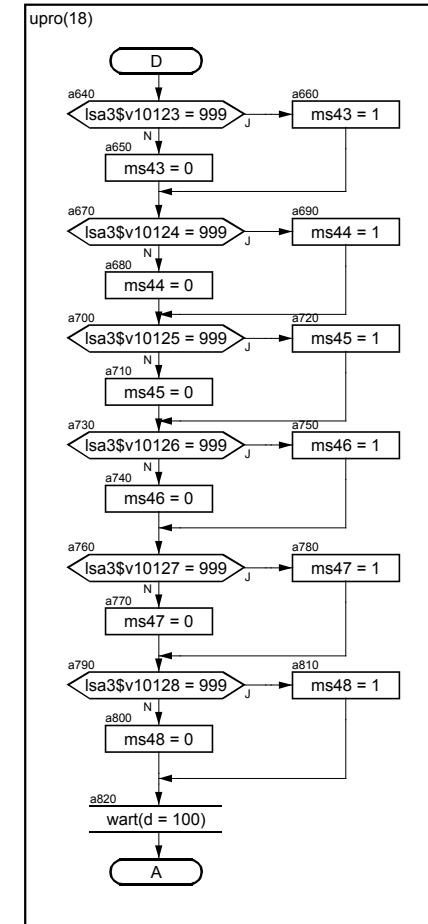 upro(18)
D
a640
lsa3$v10123 = 999
J
a660
ms43 = 1
N
a650
ms43 = 0
a670
lsa3$v10124 = 999
J
a690
ms44 = 1
N
a680
ms44 = 0
a700
lsa3$v10125 = 999
J
a720
ms45 = 1
N
a710
ms45 = 0
a730
lsa3$v10126 = 999
J
a750
ms46 = 1
N
a740
ms46 = 0
a760
lsa3$v10127 = 999
J
a780
ms47 = 1
N
a770
ms47 = 0
a790
lsa3$v10128 = 999
J
a810
ms48 = 1
N
a800
ms48 = 0
a820
wart(d = 100)
A